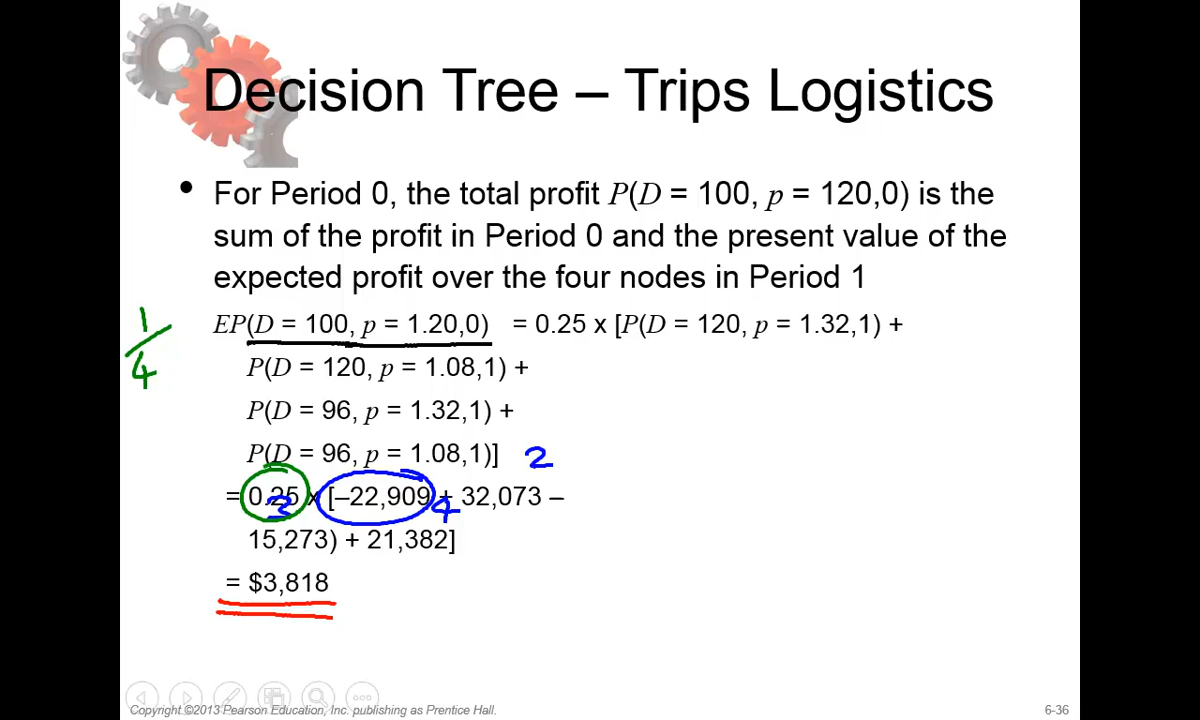 Decision Tree – Trips Logistics
• For Period 0, the total profit P(D = 100, p = 120,0) is the
sum of the profit in Period 0 and the present value of the
expected profit over the four nodes in Period 1
1/4
EP(D = 100, p = 1.20,0) = 0.25 x [P(D = 120, p = 1.32,1) +
P(D = 120, p = 1.08,1) +
P(D = 96, p = 1.32,1) +
P(D = 96, p = 1.08,1)] 2
= 0.25 x [–22,909 + 32,073 –
3 4
15,273) + 21,382]
= $3,818
Copyright ©2013 Pearson Education, Inc. publishing as Prentice Hall.
6-36